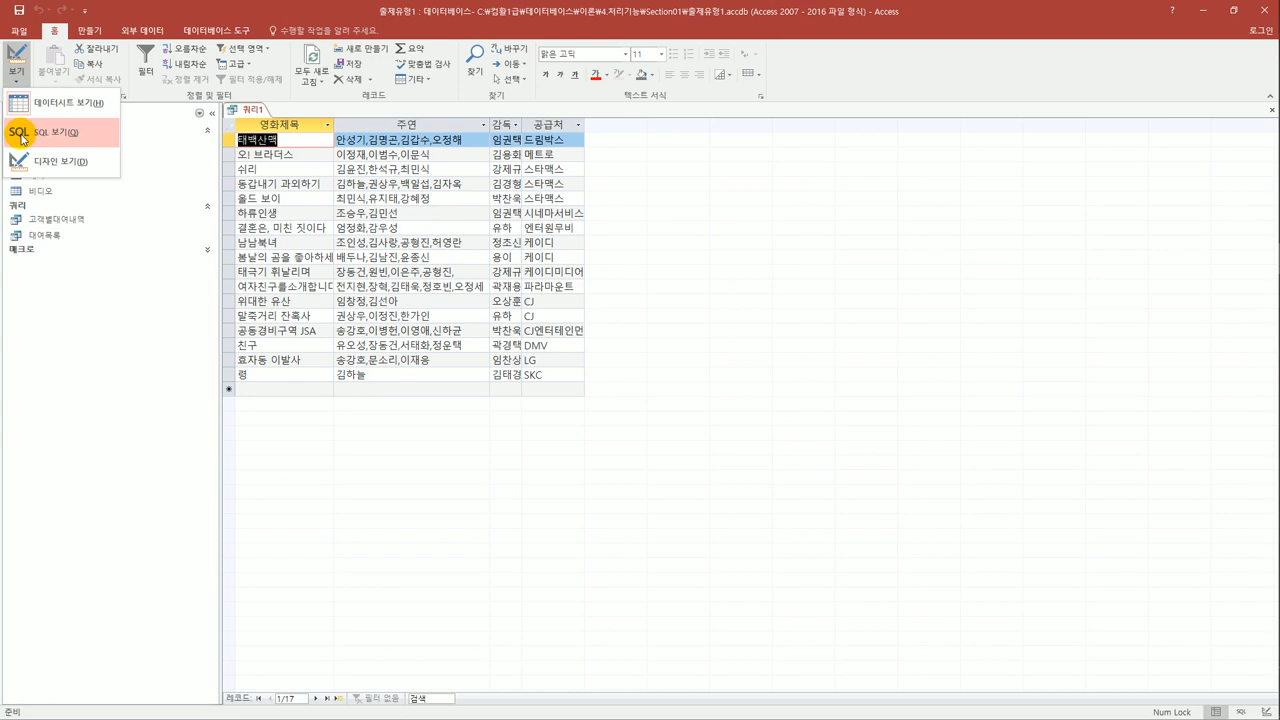 출제유형1 : 데이터베이스- C:₩컴활1급₩데이터베이스₩이론₩4.처리기능₩Section01₩출제유형1.accdb (Access 2007 - 2016 파일 형식) - Access
파일 홈 만들기 외부 데이터 데이터베이스 도구 수행할 작업을 알려 주세요. 로그인
보기 붙여넣기 잘라내기 복사 서식 복사
필터 오름차순 내림차순 정렬 제거 선택 영역 고급 필터 적용/해제
모두 새로 고침 새로 만들기 저장 삭제 요약 맞춤법 검사
찾기 바꾸기 이동 선택
맑은 고딕 11
가 가 가 가
정렬 및 필터 레코드 찾기 텍스트 서식
데이터시트 보기(H)
SQL SQL 보기(Q)
디자인 보기(D)
비디오
쿼리
고객별대여내역
대여목록
매크로
쿼리1
영화제목 주연 감독 공급처
태백산맥 안성기,김명곤,김갑수,오정해 임권택 드림박스
오! 브라더스 이정재,이범수,이문식 김용화 메트로
쉬리 김윤진,한석규,최민식 강제규 스타맥스
동갑내기 과외하기 김하늘,권상우,백일섭,김자옥 김경형 스타맥스
올드 보이 최민식,유지태,강혜정 박찬욱 스타맥스
하류인생 조승우,김민선 임권택 시네마서비스
결혼은, 미친 짓이다 엄정화,감우성 유하 엔터원무비
남남북녀 조인성,김사랑,공형진,허영란 정조신 케이디
봄날의 곰을 좋아하세 배두나,김남진,윤종신 용이 케이디
태극기 휘날리며 장동건,원빈,이은주,공형진, 강제규 케이디미디어
여자친구를소개합니다 전지현,장혁,김태욱,정호빈,오정세 곽재용 파라마운트
위대한 유산 임창정,김선아 오상훈 CJ
말죽거리 잔혹사 권상우,이정진,한가인 유하 CJ
공동경비구역 JSA 송강호,이병헌,이영애,신하균 박찬욱 CJ엔터테인먼
친구 유오성,장동건,서태화,정운택 곽경택 DMV
효자동 이발사 송강호,문소리,이재응 임찬상 LG
령 김하늘 김태경 SKC
레코드: 1/17 필터 없음 검색
준비 Num Lock SQL